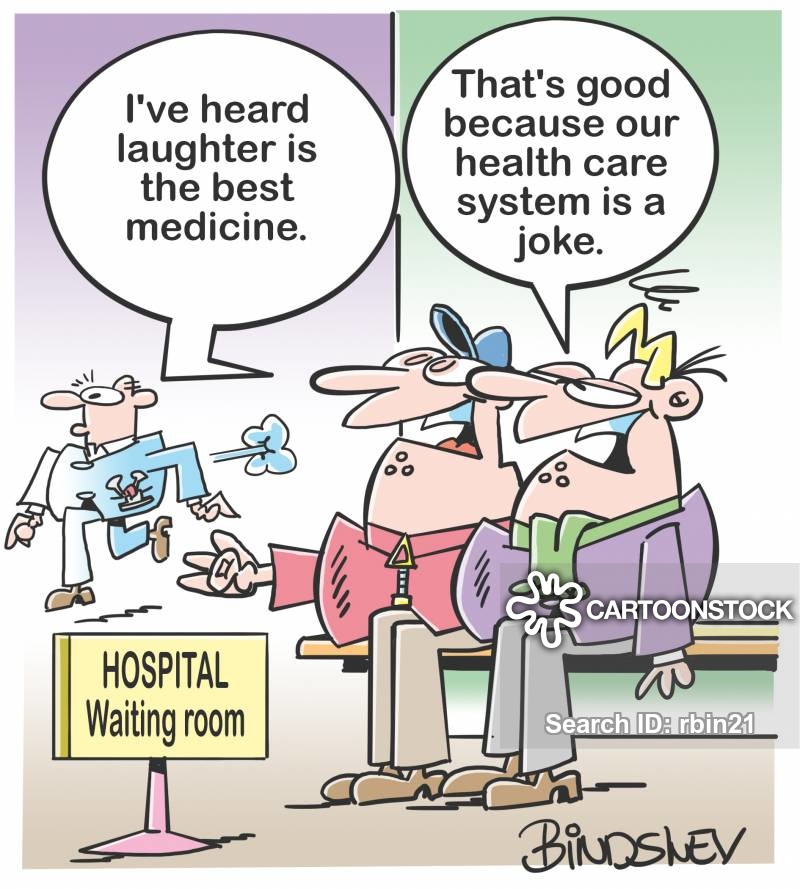 I've heard
laughter is
the best
medicine.
That's good
because our
health care
system is a
joke.
HOSPITAL
Waiting room
CARTOONSTOCK
Search ID: rbin21
BiNDSLEV